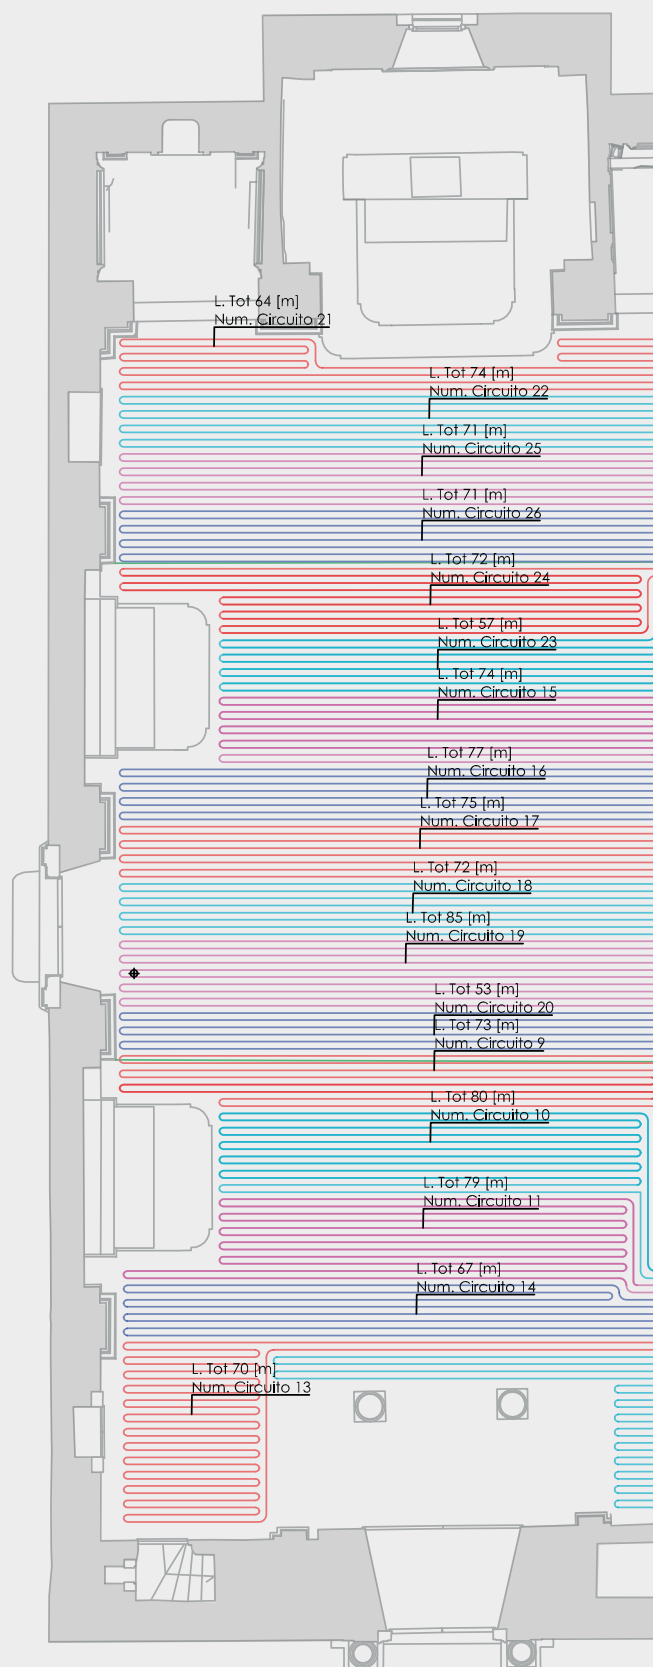 L. Tot 64 [m]
Num. Circuito 21
L. Tot 74 [m]
Num. Circuito 22
L. Tot 71 [m]
Num. Circuito 25
L. Tot 71 [m]
Num. Circuito 26
L. Tot 72 [m]
Num. Circuito 24
L. Tot 57 [m]
Num. Circuito 23
L. Tot 74 [m]
Num. Circuito 15
L. Tot 77 [m]
Num. Circuito 16
L. Tot 75 [m]
Num. Circuito 17
L. Tot 72 [m]
Num. Circuito 18
L. Tot 85 [m]
Num. Circuito 19
L. Tot 53 [m]
Num. Circuito 20
L. Tot 73 [m]
Num. Circuito 9
L. Tot 80 [m]
Num. Circuito 10
L. Tot 79 [m]
Num. Circuito 11
L. Tot 67 [m]
Num. Circuito 14
L. Tot 70 [m]
Num. Circuito 13